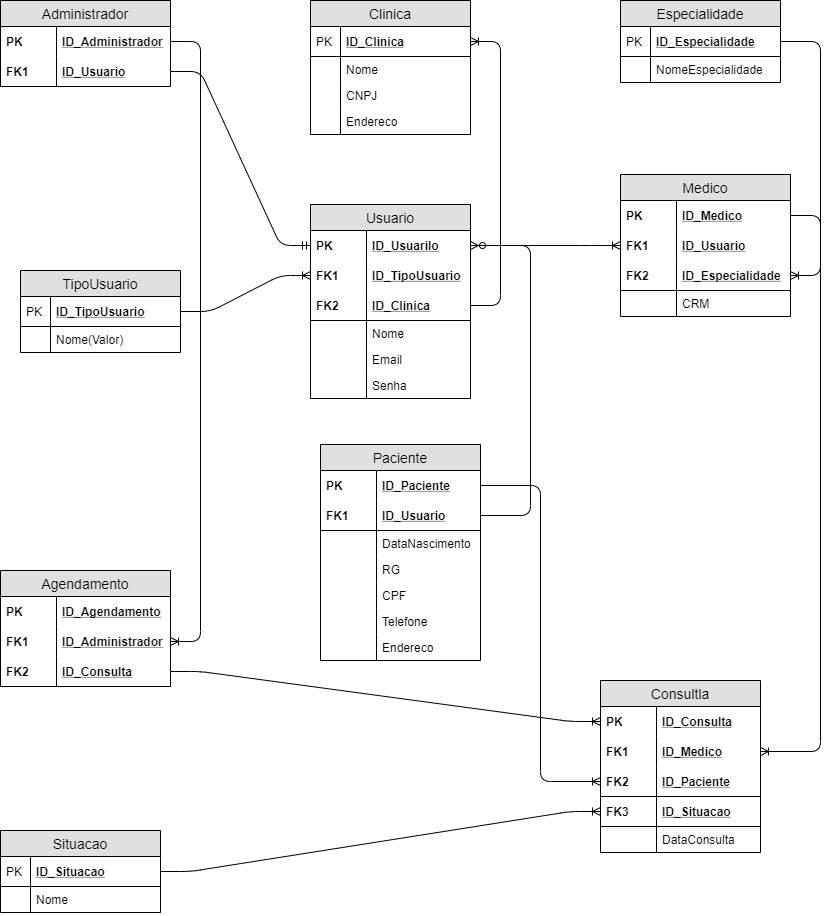 Administrador
PK ID_Administrador
FK1 ID_Usuario
Clinica
PK ID_Clinica
Nome
CNPJ
Endereco
Especialidade
PK ID_Especialidade
NomeEspecialidade
Medico
PK ID_Medico
FK1 ID_Usuario
FK2 ID_Especialidade
CRM
Usuario
PK ID_Usuarilo
FK1 ID_TipoUsuario
FK2 ID_Clinica
Nome
Email
Senha
TipoUsuario
PK ID_TipoUsuario
Nome(Valor)
Paciente
PK ID_Paciente
FK1 ID_Usuario
DataNascimento
RG
CPF
Telefone
Endereco
Agendamento
PK ID_Agendamento
FK1 ID_Administrador
FK2 ID_Consulta
Consultla
PK ID_Consulta
FK1 ID_Medico
FK2 ID_Paciente
FK3 ID_Situacao
DataConsulta
Situacao
PK ID_Situacao
Nome